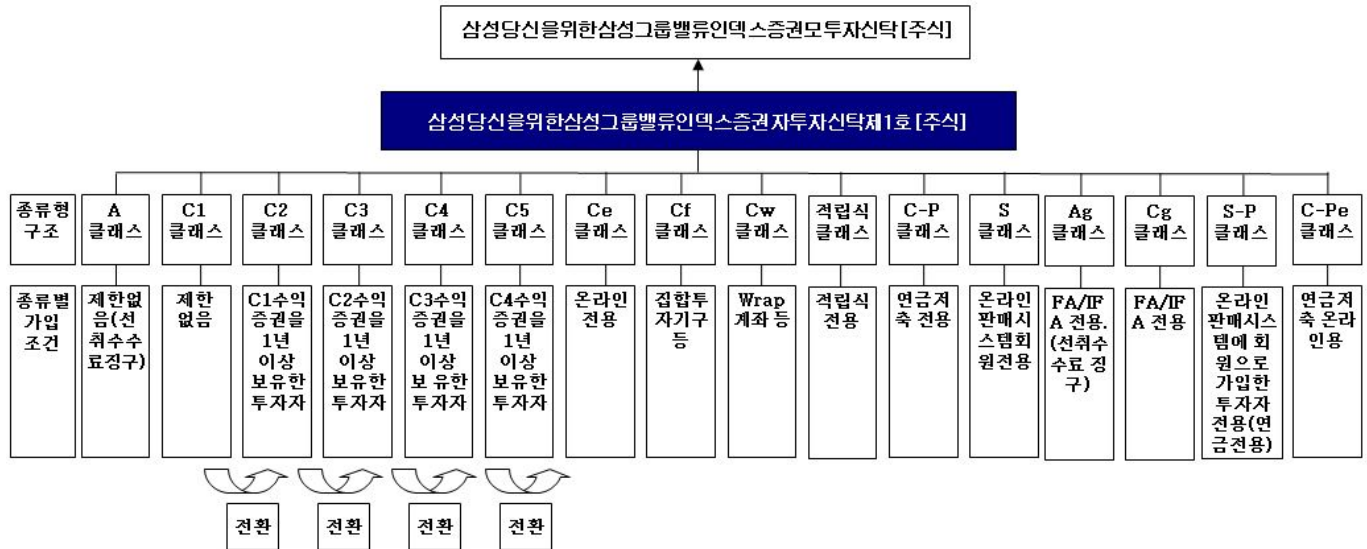 삼성당신을위한삼성그룹밸류인덱스증권모투자신탁[주식]
삼성당신을위한삼성그룹밸류인덱스증권자투자신탁제1호[주식]
종류형
구조
A
클래스
C1
클래스
C2
클래스
C3
클래스
C4
클래스
C5
클래스
Ce
클래스
Cf
클래스
Cw
클래스
적립식
클래스
C-P
클래스
S
클래스
Ag
클래스
Cg
클래스
S-P
클래스
C-Pe
클래스
종류별
가입
조건
제한없
음(선
취수수
료징구)
제한
없음
C1수익
증권을
1년
이상
보유한
투자자
C2수익
증권을
1년
이상
보유한
투자자
C3수익
증권을
1년
이상
보 유한
투자자
C4수익
증권을
1년
이상
보유한
투자자
온라인
전용
집합투
자기구
등
Wrap
계좌 등
적립식
전용
연금저
축 전용
온라인
판매시
스템회
원전용
FA/IF
A 전용.
(선취수
수료 징
구)
FA/IF
A 전용
온라인
판매시스
템에 회
원으로
가입한
투자자
전용(연
금전용)
연금저
축 온라
인용
전환
전환
전환
전환